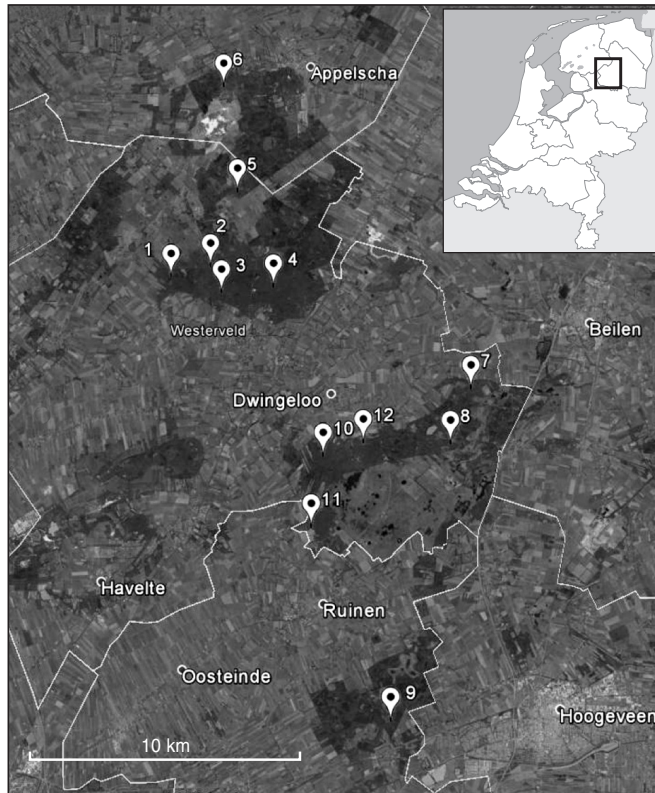 6
Appelscha
5
2
1
3
4
Westerveld
Beilen
7
Dwingeloo
12
8
10
11
Havelte
Ruinen
Oosteinde
9
Hoogeveen
10 km